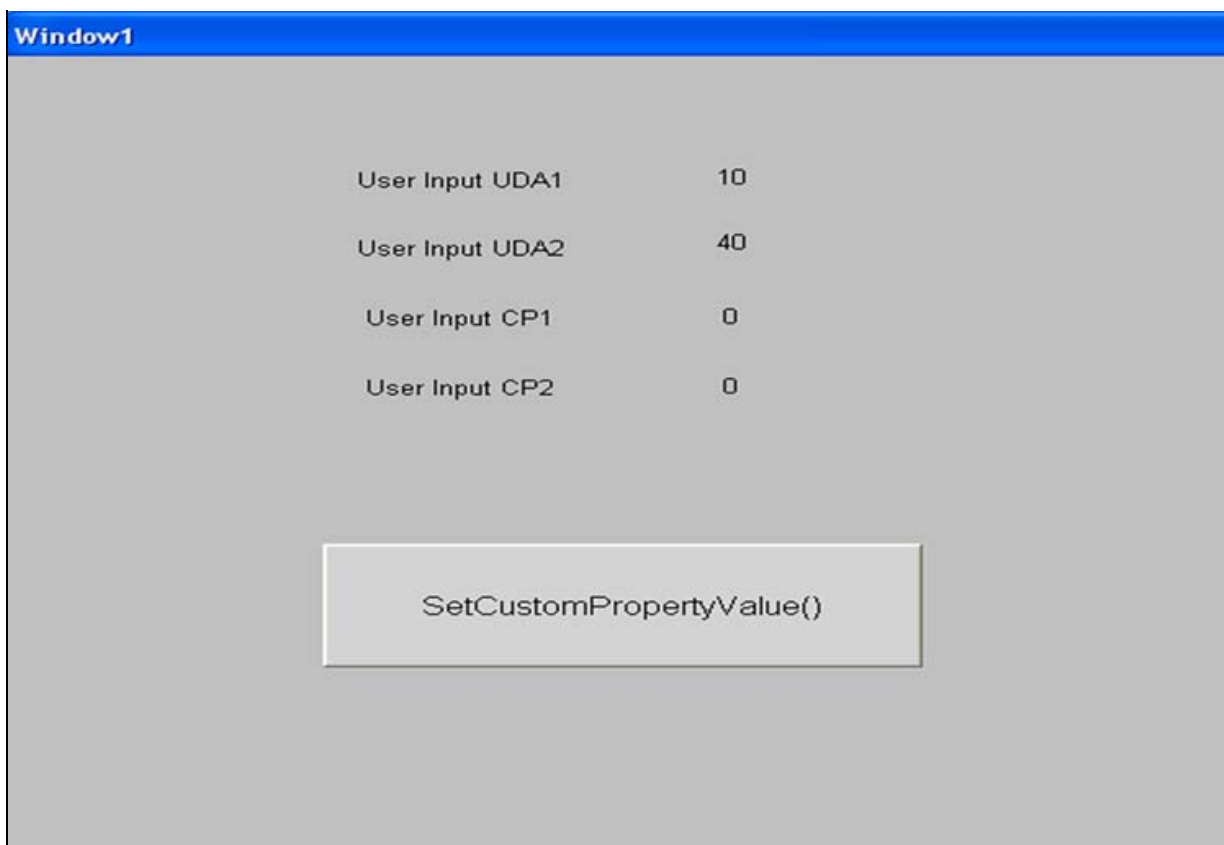 Window1
User Input UDA1 10
User Input UDA2 40
User Input CP1 0
User Input CP2 0
SetCustomPropertyValue()